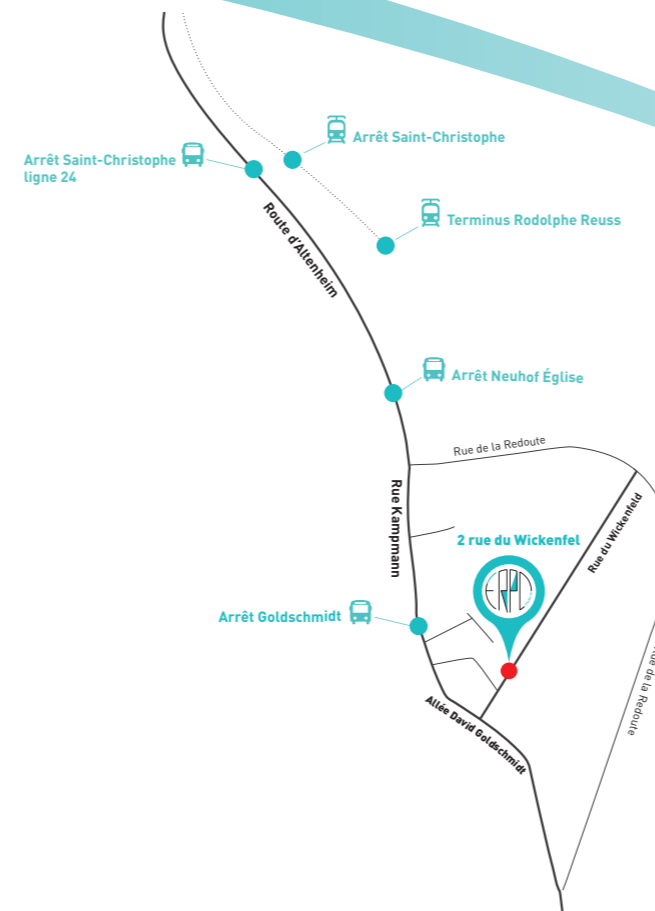 Arrêt Saint-Christophe
Arrêt Saint-Christophe
ligne 24
Terminus Rodolphe Reuss
Route d'Altenheim
Arrêt Neuhof Église
Rue de la Redoute
Rue Kampmann
Rue du Wickenfeld
2 rue du Wickenfel
Arrêt Goldschmidt
Rue de la Redoute
Allée David Goldschmidt